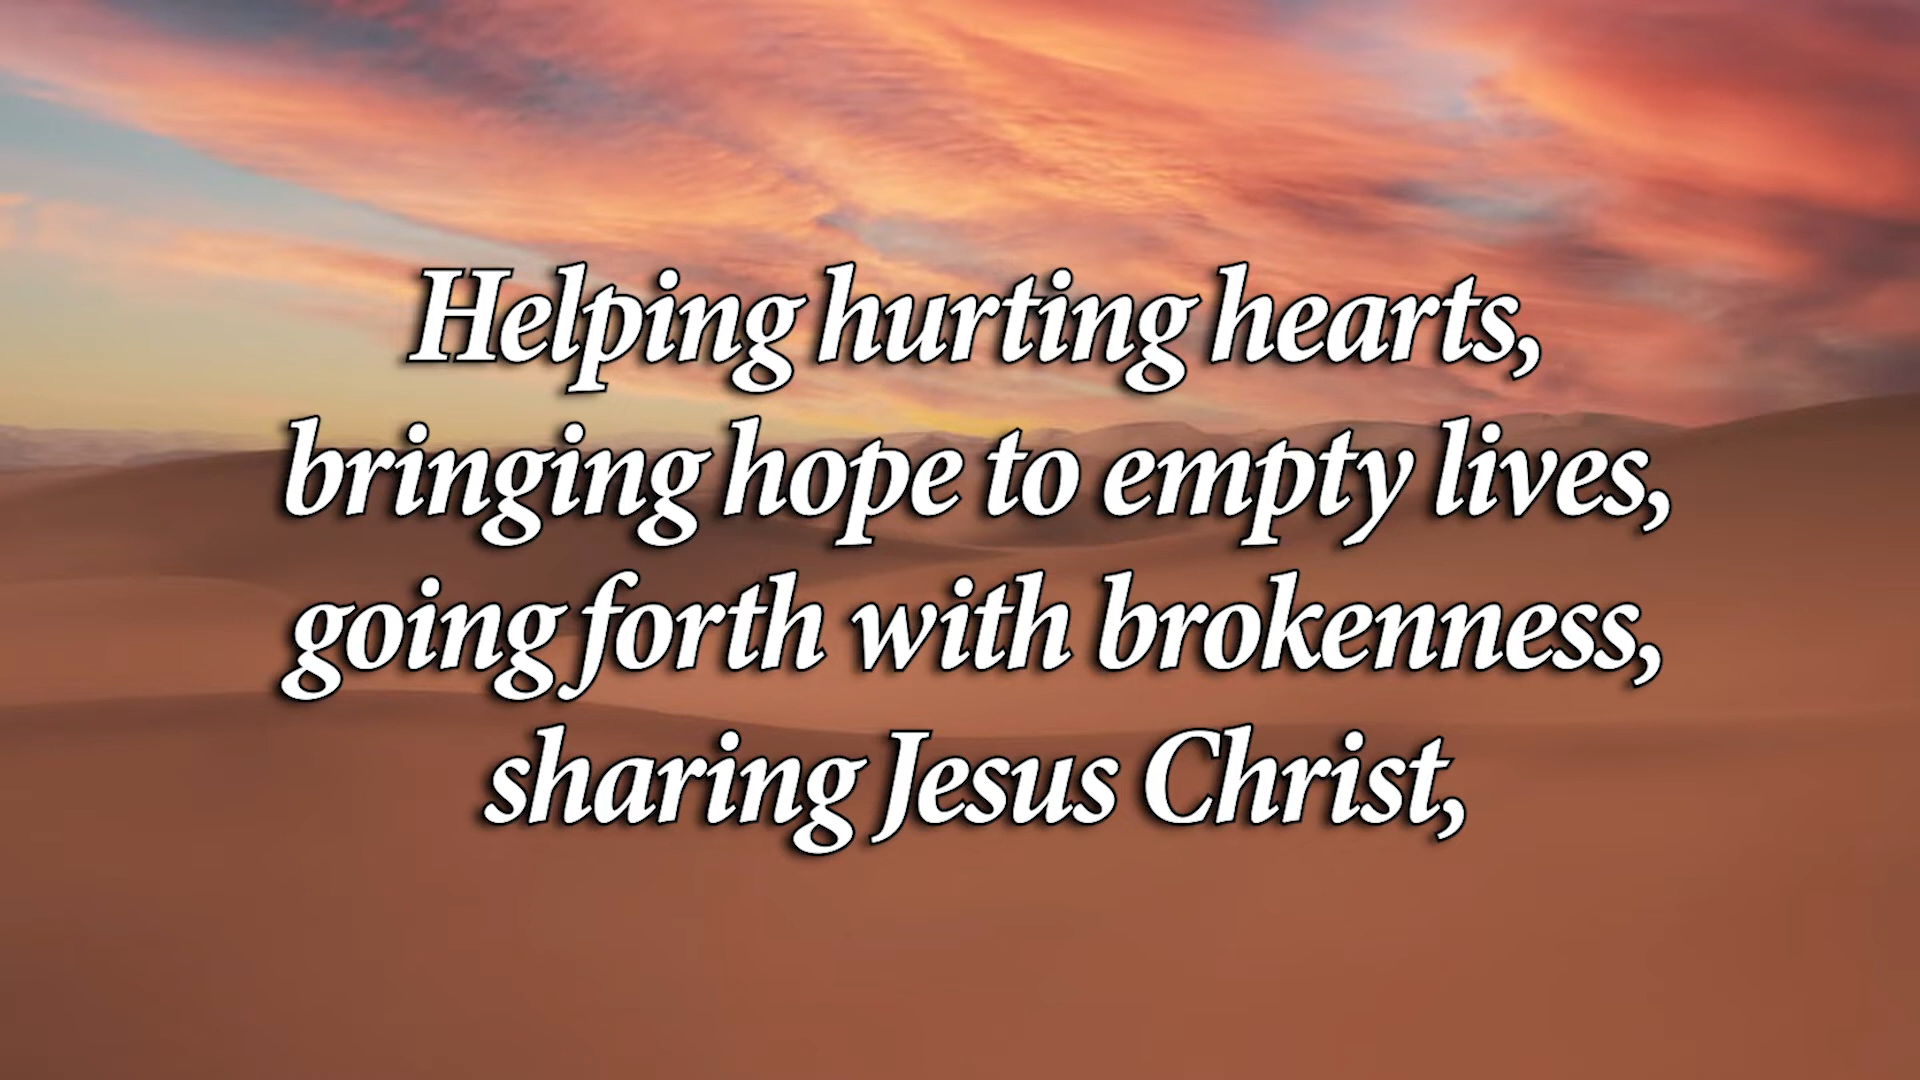 Helping hurting hearts,
bringing hope to empty lives,
going forth with brokenness,
sharing Jesus Christ,